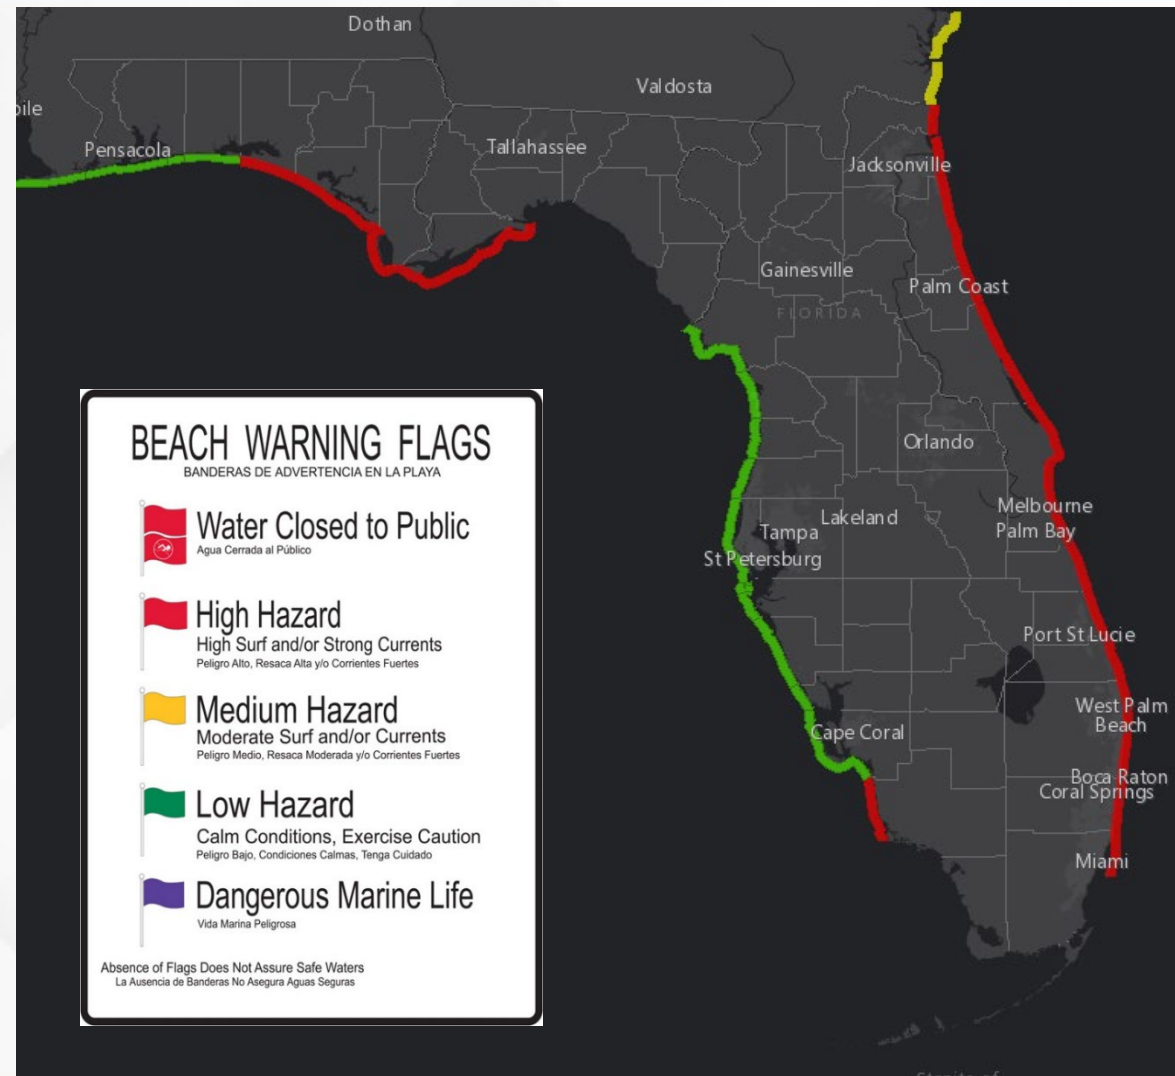 Dothan
Valdosta
Pensacola
Tallahassee
Jacksonville
Gainesville
Palm Coast
FLORIDA
Orlando
Melbourne
Lakeland
Tampa
Palm Bay
St Petersburg
Port St Lucie
West Palm
Beach
Cape Coral
Boca Raton
Coral Springs
Miami
BEACH WARNING FLAGS
BANDERAS DE ADVERTENCIA EN LA PLAYA
Water Closed to Public
Agua Cerrada al Público
High Hazard
High Surf and/or Strong Currents
Peligro Alto, Resaca Alta y/o Corrientes Fuertes
Medium Hazard
Moderate Surf and/or Currents
Peligro Medio, Resaca Moderada y/o Corrientes Fuertes
Low Hazard
Calm Conditions, Exercise Caution
Peligro Bajo, Condiciones Calmas, Tenga Cuidado
Dangerous Marine Life
Vida Marina Peligrosa
Absence of Flags Does Not Assure Safe Waters
La Ausencia de Banderas No Asegura Aguas Seguras